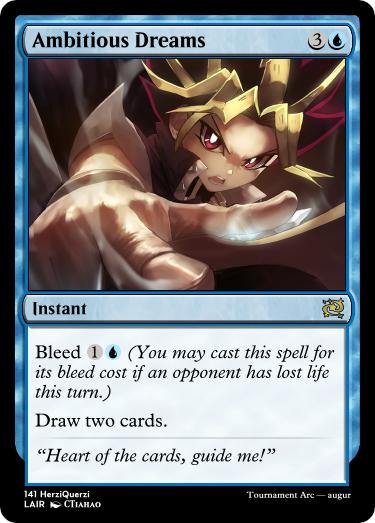 Ambitious Dreams 3
Instant
Bleed 1 (You may cast this spell for
its bleed cost if an opponent has lost life
this turn.)
Draw two cards.
“Heart of the cards, guide me!”
141 HerziQuerzi Tournament Arc — augur
LAIR CTIAHAO